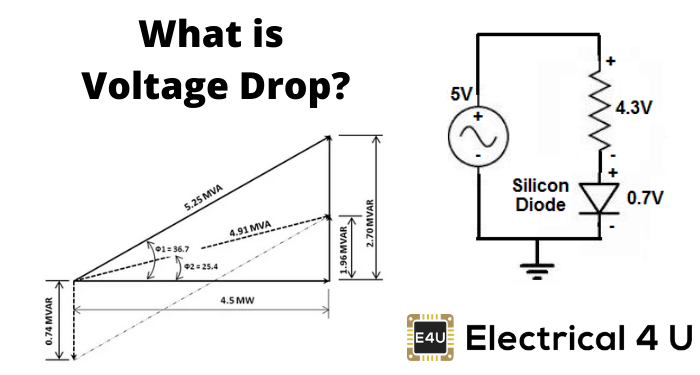 What is
Voltage Drop?
5.25 MVA
4.91 MVA
Φ1 = 36.7
Φ2 = 25.4
1.96 MVAR
2.70 MVAR
4.5 MW
0.74 MVAR
5V
+
-
+
4.3V
-
+
Silicon
Diode
0.7V
-
E4U
Electrical 4 U